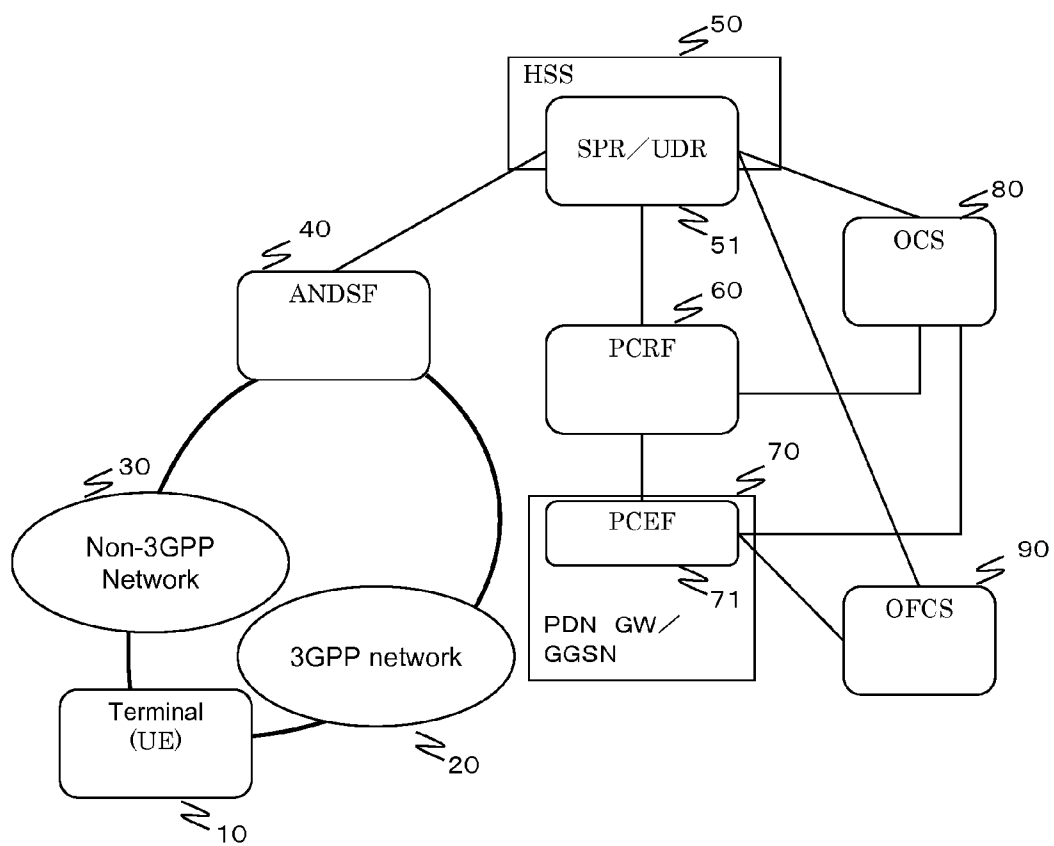 50
HSS
SPR／UDR
51
80
OCS
40
ANDSF
60
PCRF
70
PCEF
71
PDN GW／
GGSN
90
OFCS
30
Non-3GPP
Network
3GPP network
20
Terminal
(UE)
10